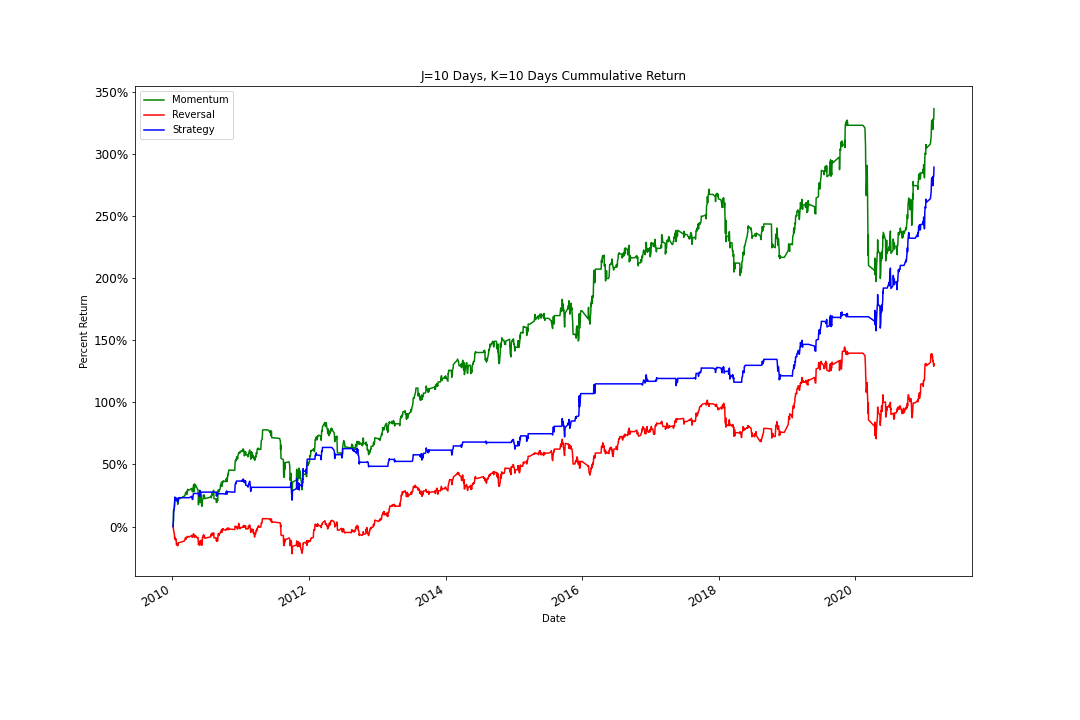 J=10 Days, K=10 Days Cummulative Return
Momentum
Reversal
Strategy
350%
300%
250%
200%
150%
100%
50%
0%
Percent Return
2010
2012
2014
2016
2018
2020
Date